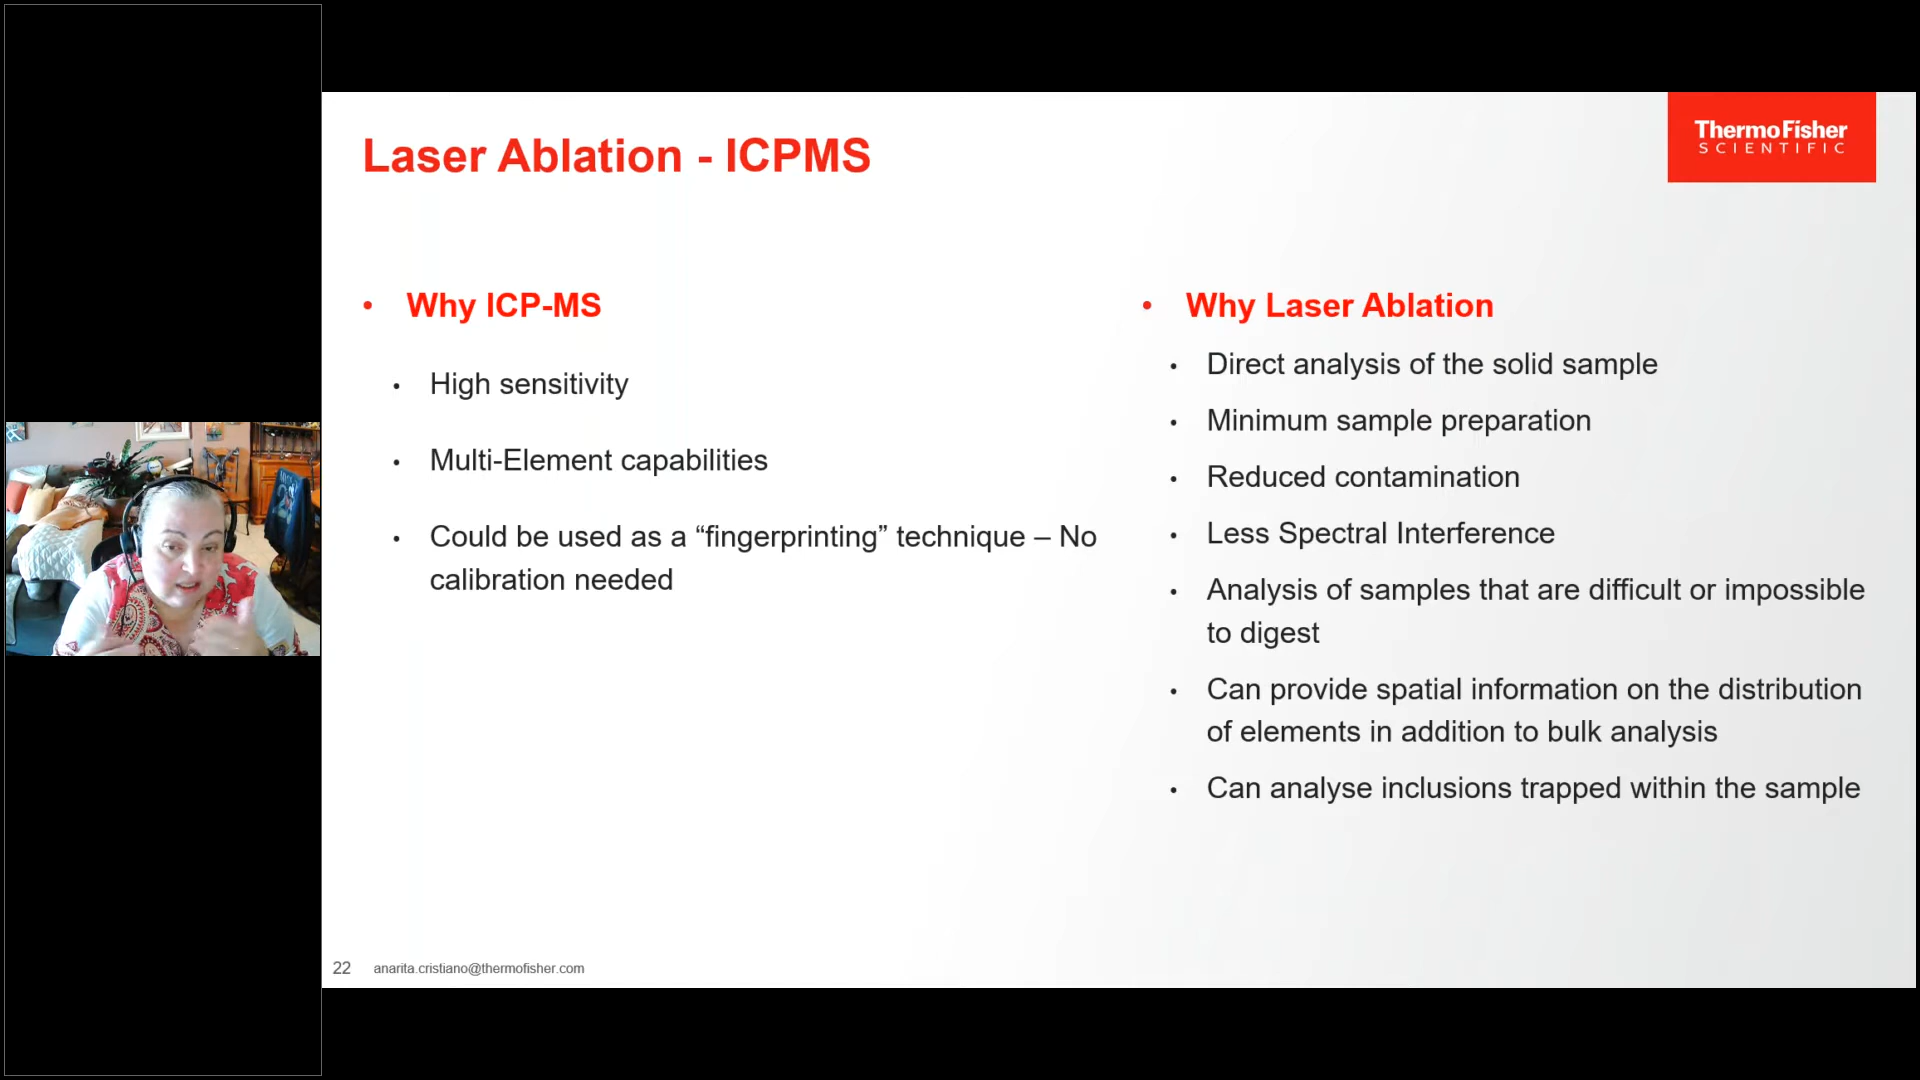 Laser Ablation - ICPMS
ThermoFisher
SCIENTIFIC
• Why ICP-MS
• High sensitivity
• Multi-Element capabilities
• Could be used as a “fingerprinting” technique – No
calibration needed
• Why Laser Ablation
• Direct analysis of the solid sample
• Minimum sample preparation
• Reduced contamination
• Less Spectral Interference
• Analysis of samples that are difficult or impossible
to digest
• Can provide spatial information on the distribution
of elements in addition to bulk analysis
• Can analyse inclusions trapped within the sample
22 anarita.cristiano@thermofisher.com